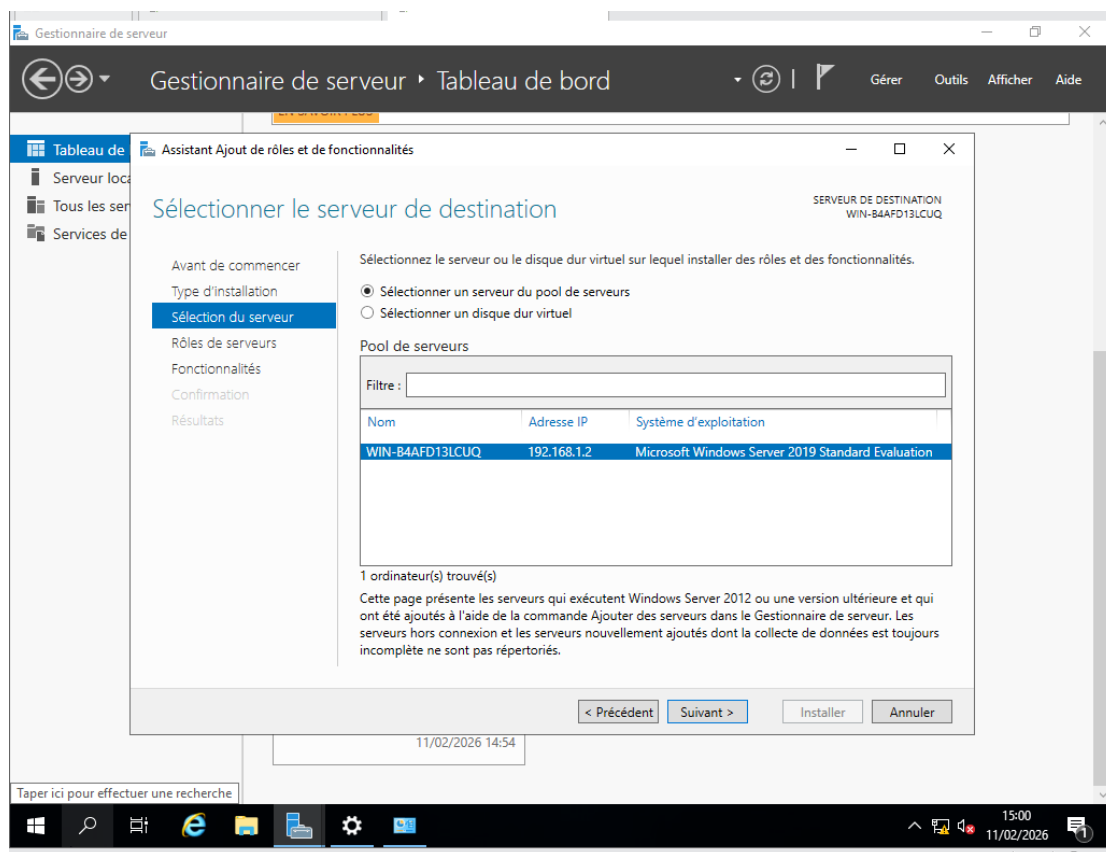 Gestionnaire de serveur
Gestionnaire de serveur ‣ Tableau de bord
Gérer Outils Afficher Aide
EN SAVOIR PLUS
Tableau de
Serveur loca
Tous les ser
Services de
Assistant Ajout de rôles et de fonctionnalités
Sélectionner le serveur de destination
SERVEUR DE DESTINATION
WIN-B4AFD13LCUQ
Avant de commencer
Type d'installation
Sélection du serveur
Rôles de serveurs
Fonctionnalités
Confirmation
Résultats
Sélectionnez le serveur ou le disque dur virtuel sur lequel installer des rôles et des fonctionnalités.
Sélectionner un serveur du pool de serveurs
Sélectionner un disque dur virtuel
Pool de serveurs
Filtre :
Nom Adresse IP Système d'exploitation
WIN-B4AFD13LCUQ 192.168.1.2 Microsoft Windows Server 2019 Standard Evaluation
1 ordinateur(s) trouvé(s)
Cette page présente les serveurs qui exécutent Windows Server 2012 ou une version ultérieure et qui
ont été ajoutés à l'aide de la commande Ajouter des serveurs dans le Gestionnaire de serveur. Les
serveurs hors connexion et les serveurs nouvellement ajoutés dont la collecte de données est toujours
incomplète ne sont pas répertoriés.
< Précédent Suivant > Installer Annuler
11/02/2026 14:54
Taper ici pour effectuer une recherche
15:00
11/02/2026
1